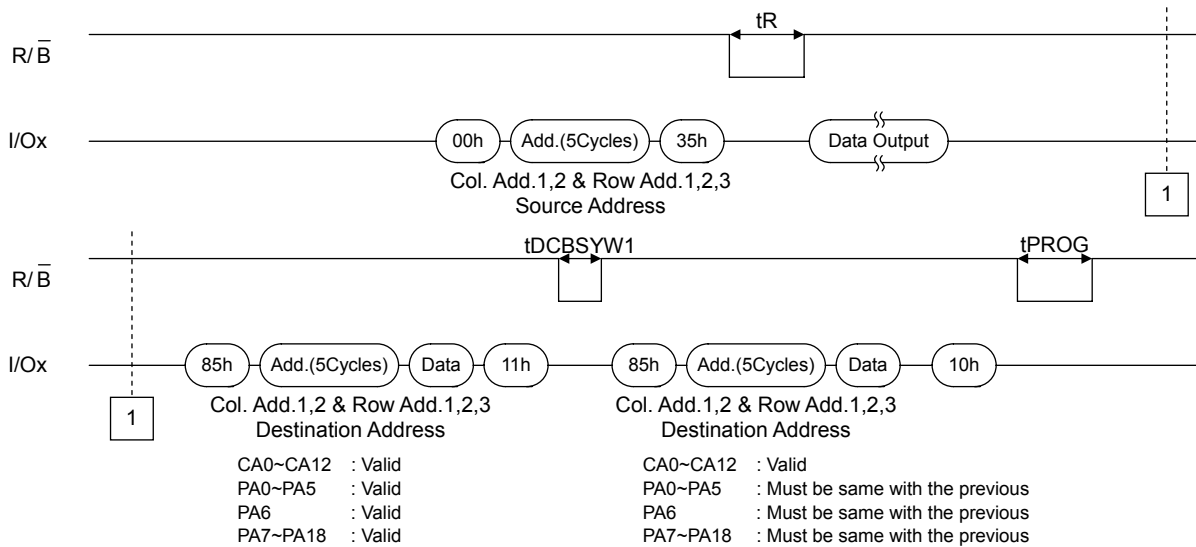 tR
R/B̅
I/Ox
00h
Add.(5Cycles)
35h
Data Output
Col. Add.1,2 & Row Add.1,2,3
Source Address
1
tDCBSYW1
tPROG
R/B̅
I/Ox
85h
Add.(5Cycles)
Data
11h
85h
Add.(5Cycles)
Data
10h
1
Col. Add.1,2 & Row Add.1,2,3
Destination Address
CA0~CA12 : Valid
PA0~PA5 : Valid
PA6 : Valid
PA7~PA18 : Valid
Col. Add.1,2 & Row Add.1,2,3
Destination Address
CA0~CA12 : Valid
PA0~PA5 : Must be same with the previous
PA6 : Must be same with the previous
PA7~PA18 : Must be same with the previous